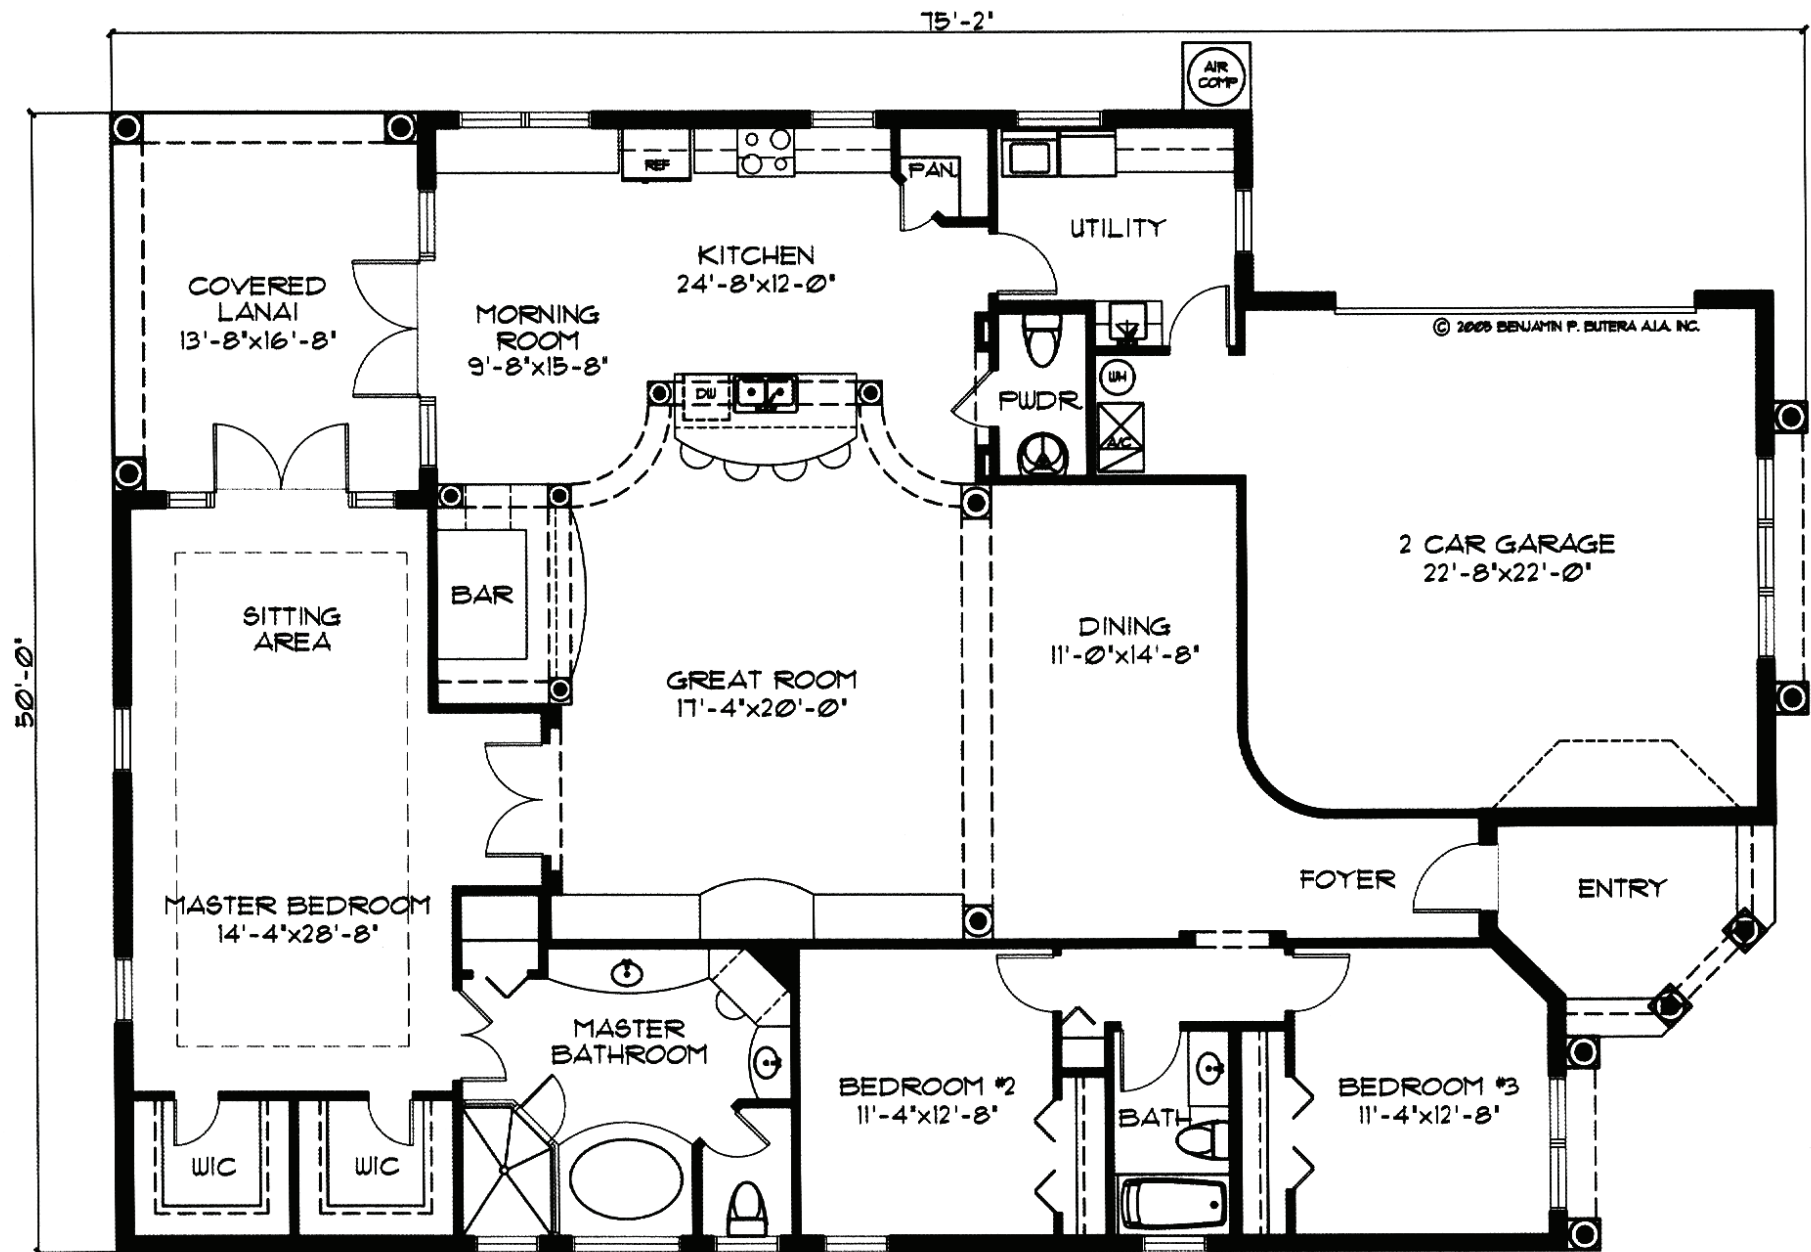 75'-2"
AIR
COMP
REF
PAN.
UTILITY
KITCHEN
24'-8"x12'-0"
COVERED
LANAI
13'-8"x16'-8"
MORNING
ROOM
9'-8"x15'-8"
© 2005 BENJAMIN P. BUTERA A.I.A. INC.
WH
DW
PWDR
A/C
2 CAR GARAGE
22'-8"x22'-0"
BAR
SITTING
AREA
DINING
11'-0"x14'-8"
50'-0"
GREAT ROOM
17'-4"x20'-0"
FOYER
ENTRY
MASTER BEDROOM
14'-4"x28'-8"
MASTER
BATHROOM
BEDROOM #2
11'-4"x12'-8"
BATH
BEDROOM #3
11'-4"x12'-8"
WIC
WIC